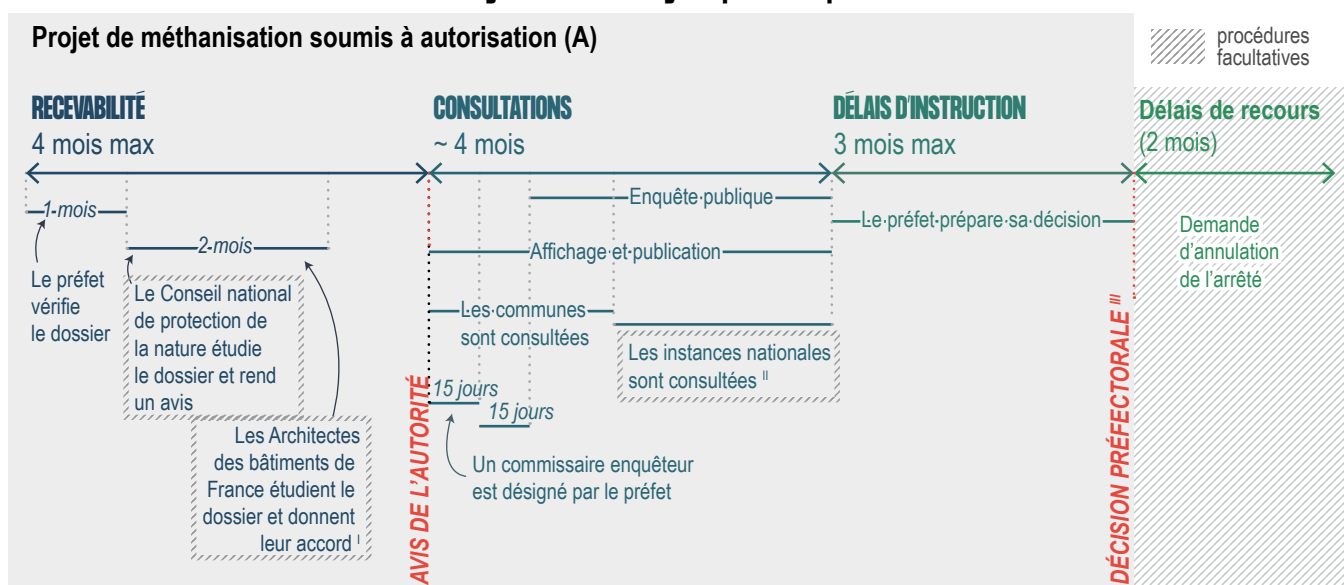 Projet de méthanisation soumis à autorisation (A)
procédures
facultatives
RECEVABILITÉ
4 mois max
CONSULTATIONS
~ 4 mois
DÉLAIS D'INSTRUCTION
3 mois max
Délais de recours
(2 mois)
1 mois
Le préfet
vérifie
le dossier
2 mois
Le Conseil national
de protection de
la nature étudie
le dossier et rend
un avis
Les Architectes
des bâtiments de
France étudient le
dossier et donnent
leur accord I
AVIS DE L'AUTORITÉ
Enquête publique
Affichage et publication
Les communes
sont consultées
Les instances nationales
sont consultées II
15 jours
15 jours
Un commissaire enquêteur
est désigné par le préfet
Le préfet prépare sa décision
DÉCISION PRÉFECTORALE III
Demande
d'annulation
de l'arrêté